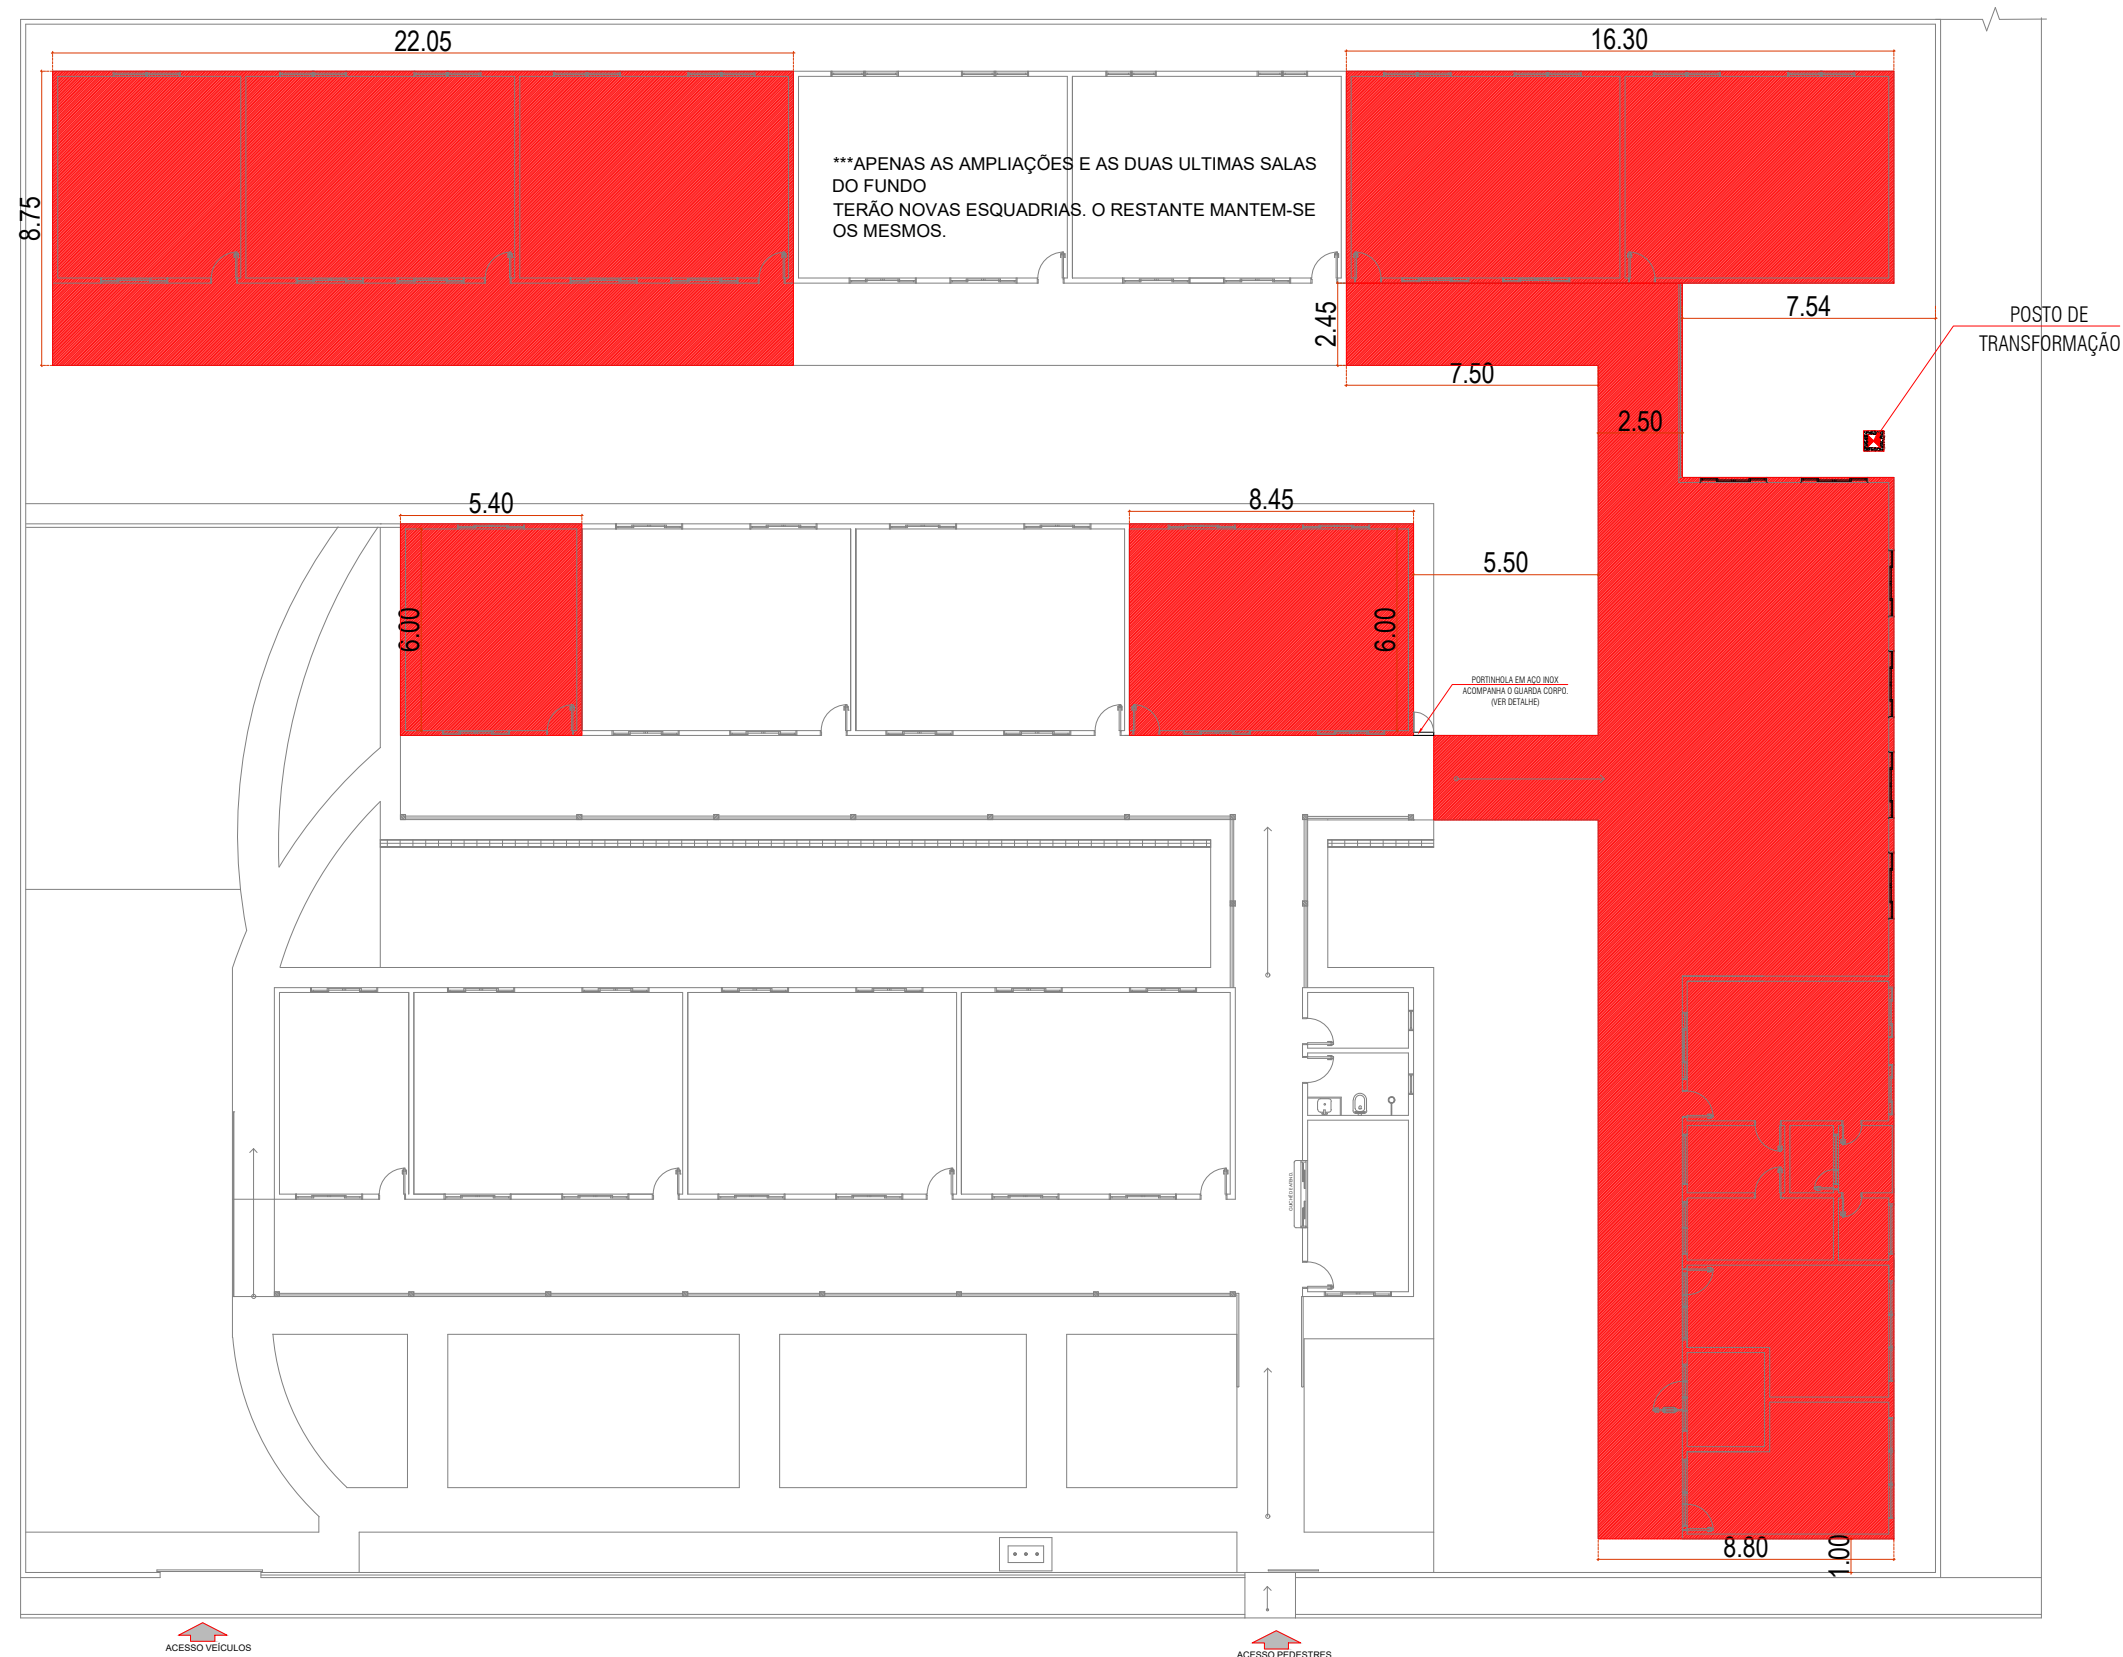 22.05
16.30
8.75
***APENAS AS AMPLIAÇÕES E AS DUAS ULTIMAS SALAS
DO FUNDO
TERÃO NOVAS ESQUADRIAS. O RESTANTE MANTEM-SE
OS MESMOS.
2.45
7.54
POSTO DE
TRANSFORMAÇÃO
7.50
2.50
5.40
8.45
5.50
6.00
6.00
PORTINHOLA EM AÇO INOX
ACOMPANHA O GUARDA CORPO.
(VER DETALHE)
8.80
1.00
ACESSO VEÍCULOS
ACESSO PEDESTRES